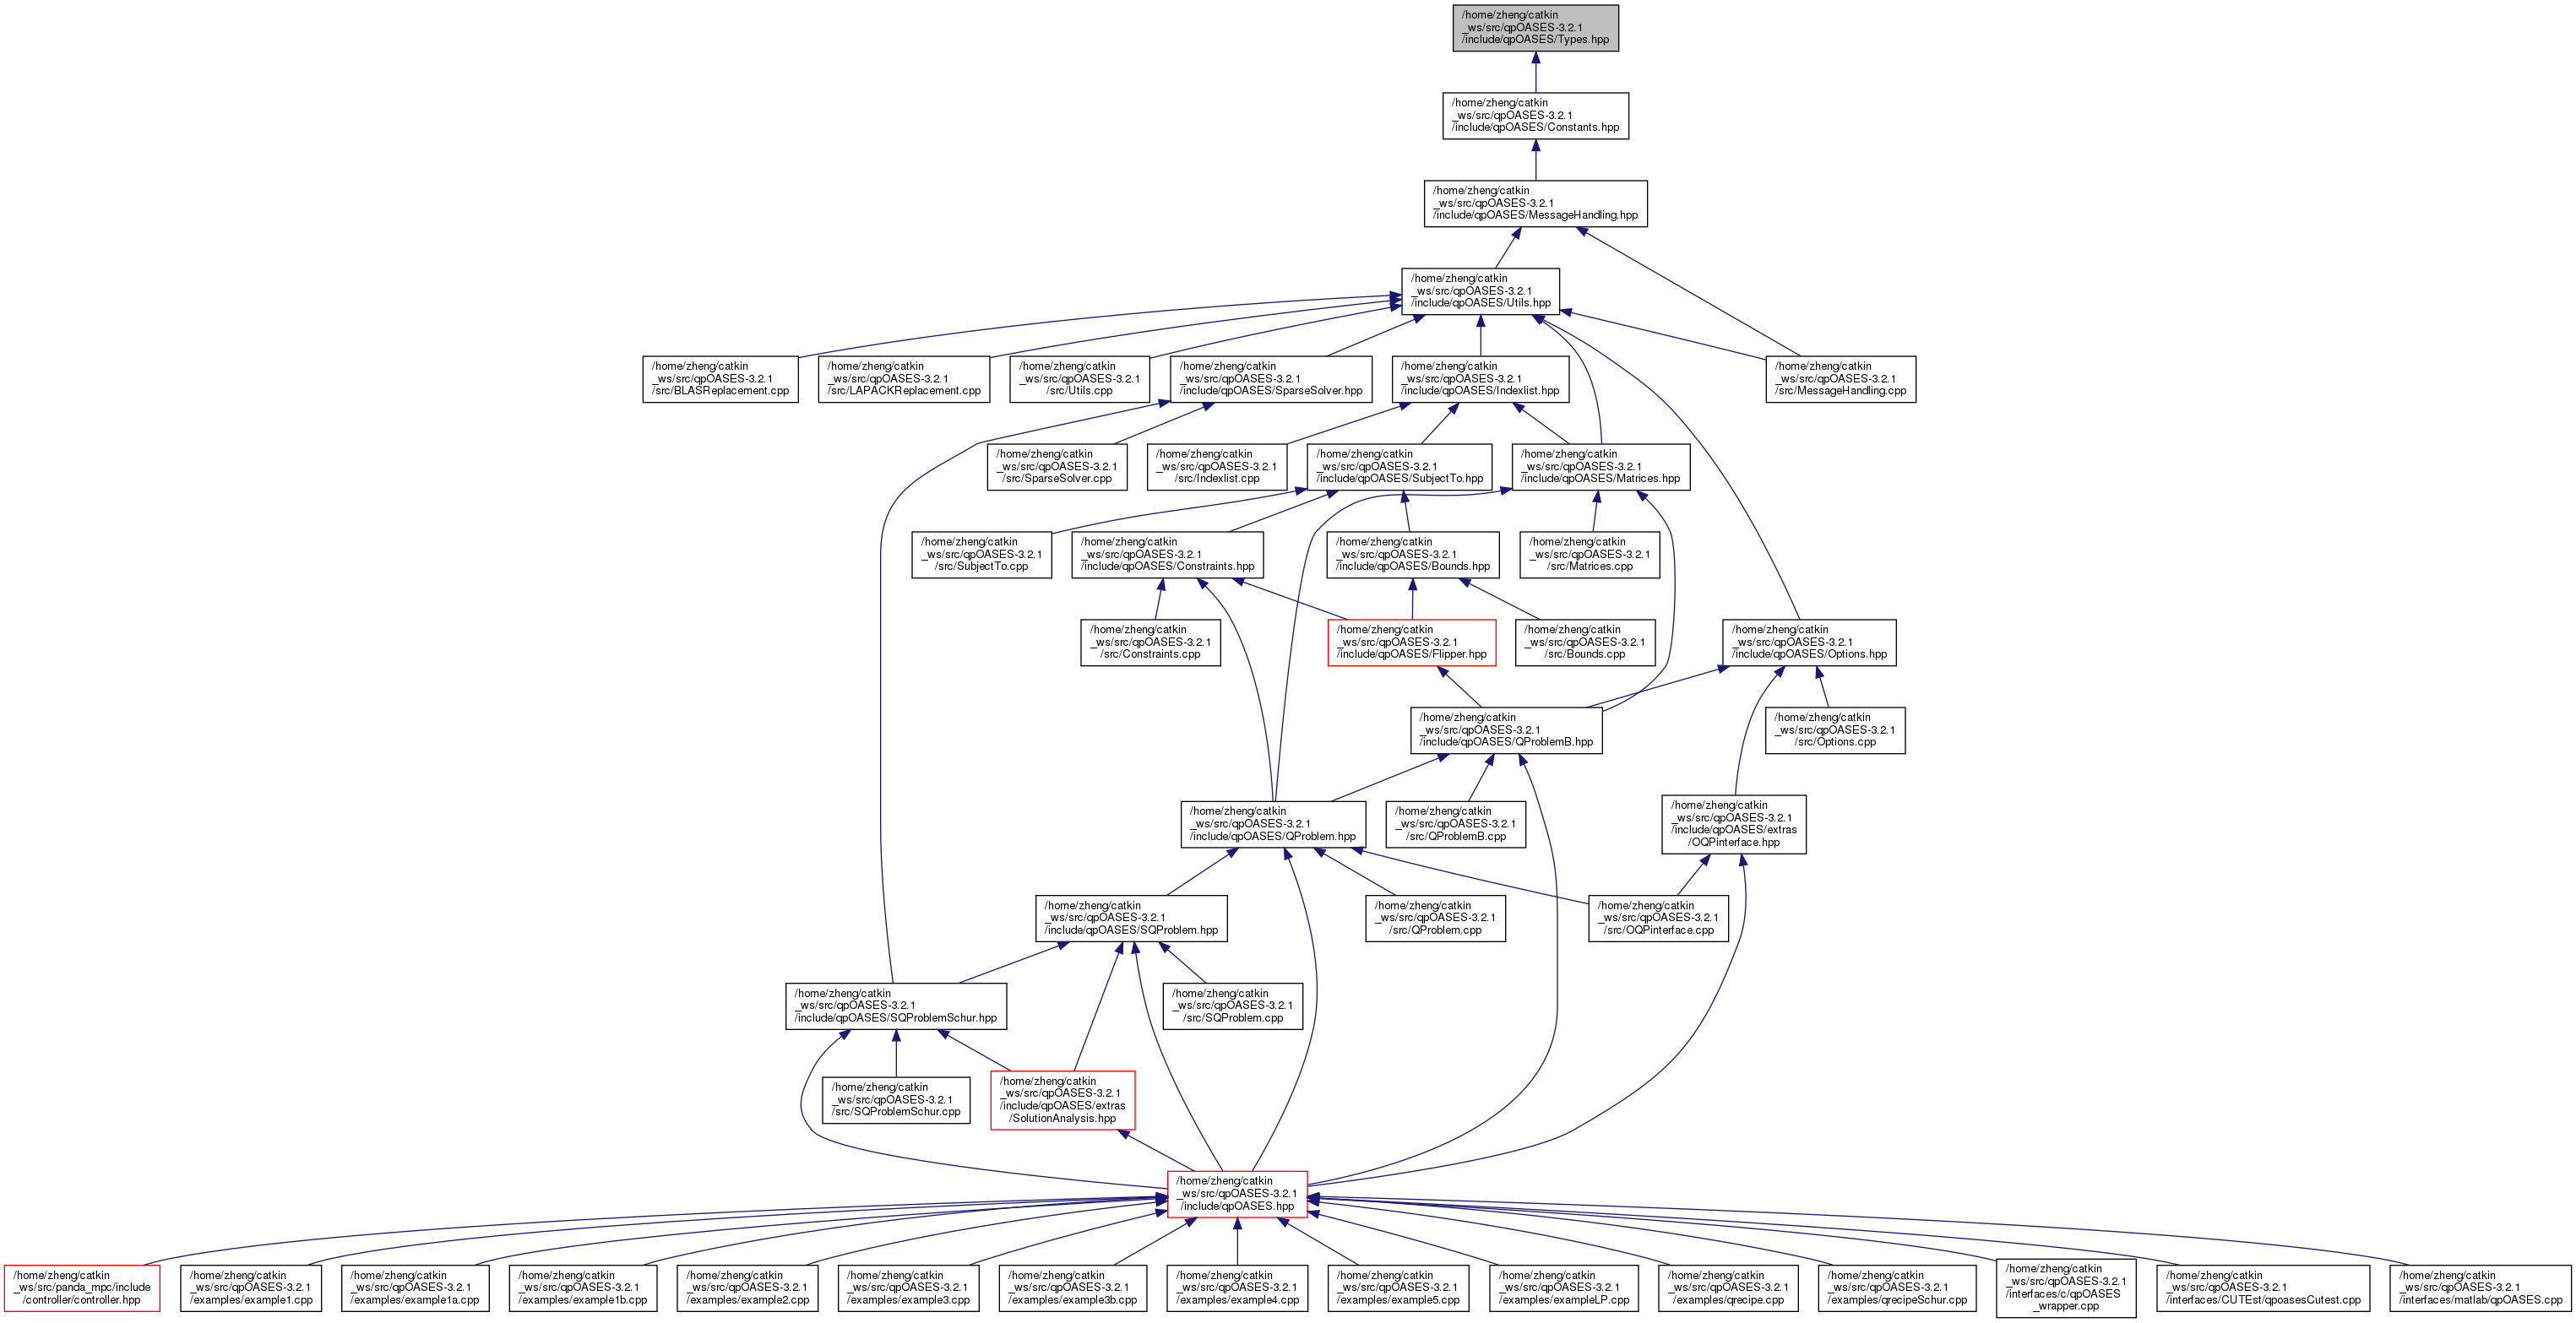 /home/zheng/catkin
_ws/src/qpOASES-3.2.1
/include/qpOASES/Types.hpp
/home/zheng/catkin
_ws/src/qpOASES-3.2.1
/include/qpOASES/Constants.hpp
/home/zheng/catkin
_ws/src/qpOASES-3.2.1
/include/qpOASES/MessageHandling.hpp
/home/zheng/catkin
_ws/src/qpOASES-3.2.1
/include/qpOASES/Utils.hpp
/home/zheng/catkin
_ws/src/qpOASES-3.2.1
/src/BLASReplacement.cpp
/home/zheng/catkin
_ws/src/qpOASES-3.2.1
/src/LAPACKReplacement.cpp
/home/zheng/catkin
_ws/src/qpOASES-3.2.1
/src/Utils.cpp
/home/zheng/catkin
_ws/src/qpOASES-3.2.1
/include/qpOASES/SparseSolver.hpp
/home/zheng/catkin
_ws/src/qpOASES-3.2.1
/include/qpOASES/Indexlist.hpp
/home/zheng/catkin
_ws/src/qpOASES-3.2.1
/src/MessageHandling.cpp
/home/zheng/catkin
_ws/src/qpOASES-3.2.1
/src/SparseSolver.cpp
/home/zheng/catkin
_ws/src/qpOASES-3.2.1
/src/Indexlist.cpp
/home/zheng/catkin
_ws/src/qpOASES-3.2.1
/include/qpOASES/SubjectTo.hpp
/home/zheng/catkin
_ws/src/qpOASES-3.2.1
/include/qpOASES/Matrices.hpp
/home/zheng/catkin
_ws/src/qpOASES-3.2.1
/src/SubjectTo.cpp
/home/zheng/catkin
_ws/src/qpOASES-3.2.1
/include/qpOASES/Constraints.hpp
/home/zheng/catkin
_ws/src/qpOASES-3.2.1
/include/qpOASES/Bounds.hpp
/home/zheng/catkin
_ws/src/qpOASES-3.2.1
/src/Matrices.cpp
/home/zheng/catkin
_ws/src/qpOASES-3.2.1
/src/Constraints.cpp
/home/zheng/catkin
_ws/src/qpOASES-3.2.1
/include/qpOASES/Flipper.hpp
/home/zheng/catkin
_ws/src/qpOASES-3.2.1
/src/Bounds.cpp
/home/zheng/catkin
_ws/src/qpOASES-3.2.1
/include/qpOASES/Options.hpp
/home/zheng/catkin
_ws/src/qpOASES-3.2.1
/include/qpOASES/QProblemB.hpp
/home/zheng/catkin
_ws/src/qpOASES-3.2.1
/src/Options.cpp
/home/zheng/catkin
_ws/src/qpOASES-3.2.1
/include/qpOASES/QProblem.hpp
/home/zheng/catkin
_ws/src/qpOASES-3.2.1
/src/QProblemB.cpp
/home/zheng/catkin
_ws/src/qpOASES-3.2.1
/include/qpOASES/extras
/OQPinterface.hpp
/home/zheng/catkin
_ws/src/qpOASES-3.2.1
/include/qpOASES/SQProblem.hpp
/home/zheng/catkin
_ws/src/qpOASES-3.2.1
/src/QProblem.cpp
/home/zheng/catkin
_ws/src/qpOASES-3.2.1
/src/OQPinterface.cpp
/home/zheng/catkin
_ws/src/qpOASES-3.2.1
/include/qpOASES/SQProblemSchur.hpp
/home/zheng/catkin
_ws/src/qpOASES-3.2.1
/src/SQProblem.cpp
/home/zheng/catkin
_ws/src/qpOASES-3.2.1
/src/SQProblemSchur.cpp
/home/zheng/catkin
_ws/src/qpOASES-3.2.1
/include/qpOASES/extras
/SolutionAnalysis.hpp
/home/zheng/catkin
_ws/src/qpOASES-3.2.1
/include/qpOASES.hpp
/home/zheng/catkin
_ws/src/panda_mpc/include
/controller/controller.hpp
/home/zheng/catkin
_ws/src/qpOASES-3.2.1
/examples/example1.cpp
/home/zheng/catkin
_ws/src/qpOASES-3.2.1
/examples/example1a.cpp
/home/zheng/catkin
_ws/src/qpOASES-3.2.1
/examples/example1b.cpp
/home/zheng/catkin
_ws/src/qpOASES-3.2.1
/examples/example2.cpp
/home/zheng/catkin
_ws/src/qpOASES-3.2.1
/examples/example3.cpp
/home/zheng/catkin
_ws/src/qpOASES-3.2.1
/examples/example3b.cpp
/home/zheng/catkin
_ws/src/qpOASES-3.2.1
/examples/example4.cpp
/home/zheng/catkin
_ws/src/qpOASES-3.2.1
/examples/example5.cpp
/home/zheng/catkin
_ws/src/qpOASES-3.2.1
/examples/exampleLP.cpp
/home/zheng/catkin
_ws/src/qpOASES-3.2.1
/examples/qrecipe.cpp
/home/zheng/catkin
_ws/src/qpOASES-3.2.1
/examples/qrecipeSchur.cpp
/home/zheng/catkin
_ws/src/qpOASES-3.2.1
/interfaces/c/qpOASES
_wrapper.cpp
/home/zheng/catkin
_ws/src/qpOASES-3.2.1
/interfaces/CUTEst/qpoasesCutest.cpp
/home/zheng/catkin
_ws/src/qpOASES-3.2.1
/interfaces/matlab/qpOASES.cpp